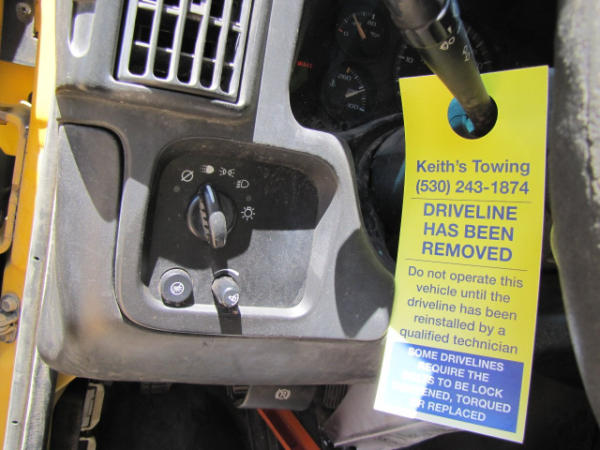 Keith's Towing
(530) 243-1874
DRIVELINE
HAS BEEN
REMOVED
Do not operate this
vehicle until the
driveline has been
reinstalled by a
qualified technician
SOME DRIVELINES
REQUIRE THE
TO BE LOCK
TORQUED
OR REPLACED